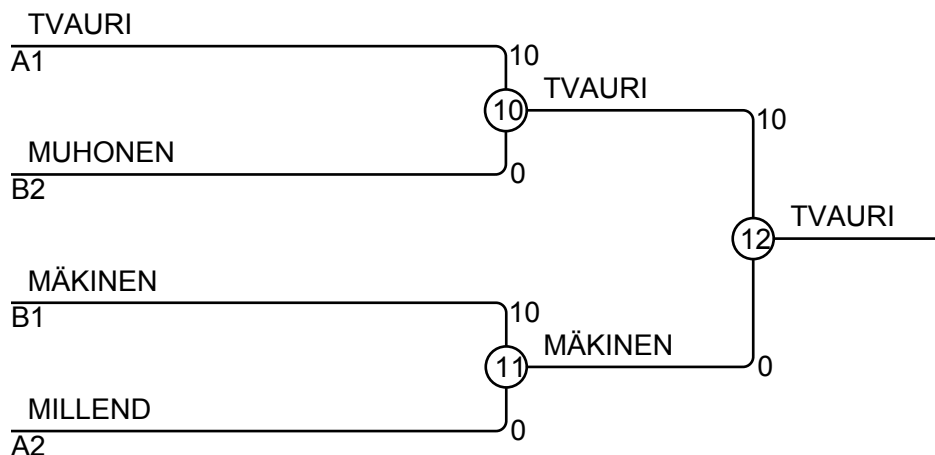 TVAURI
A1
10
10
TVAURI
10
MUHONEN
B2
0
12
TVAURI
MÄKINEN
B1
10
11
MÄKINEN
0
MILLEND
A2
0